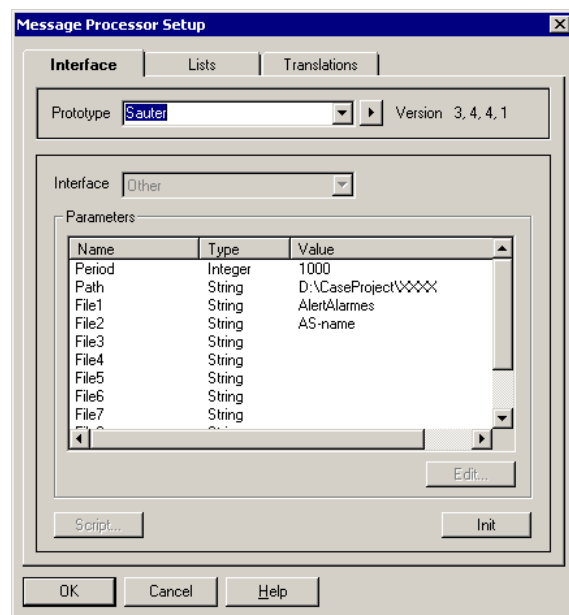 Message Processor Setup
Interface Lists Translations
Prototype Sauter Version 3, 4, 4, 1
Interface Other
Parameters
Name Type Value
Period Integer 1000
Path String D:\CaseProject\XXXX
File1 String AlertAlarmes
File2 String AS-name
File3 String
File4 String
File5 String
File6 String
File7 String
Edit...
Script... Init
OK Cancel Help